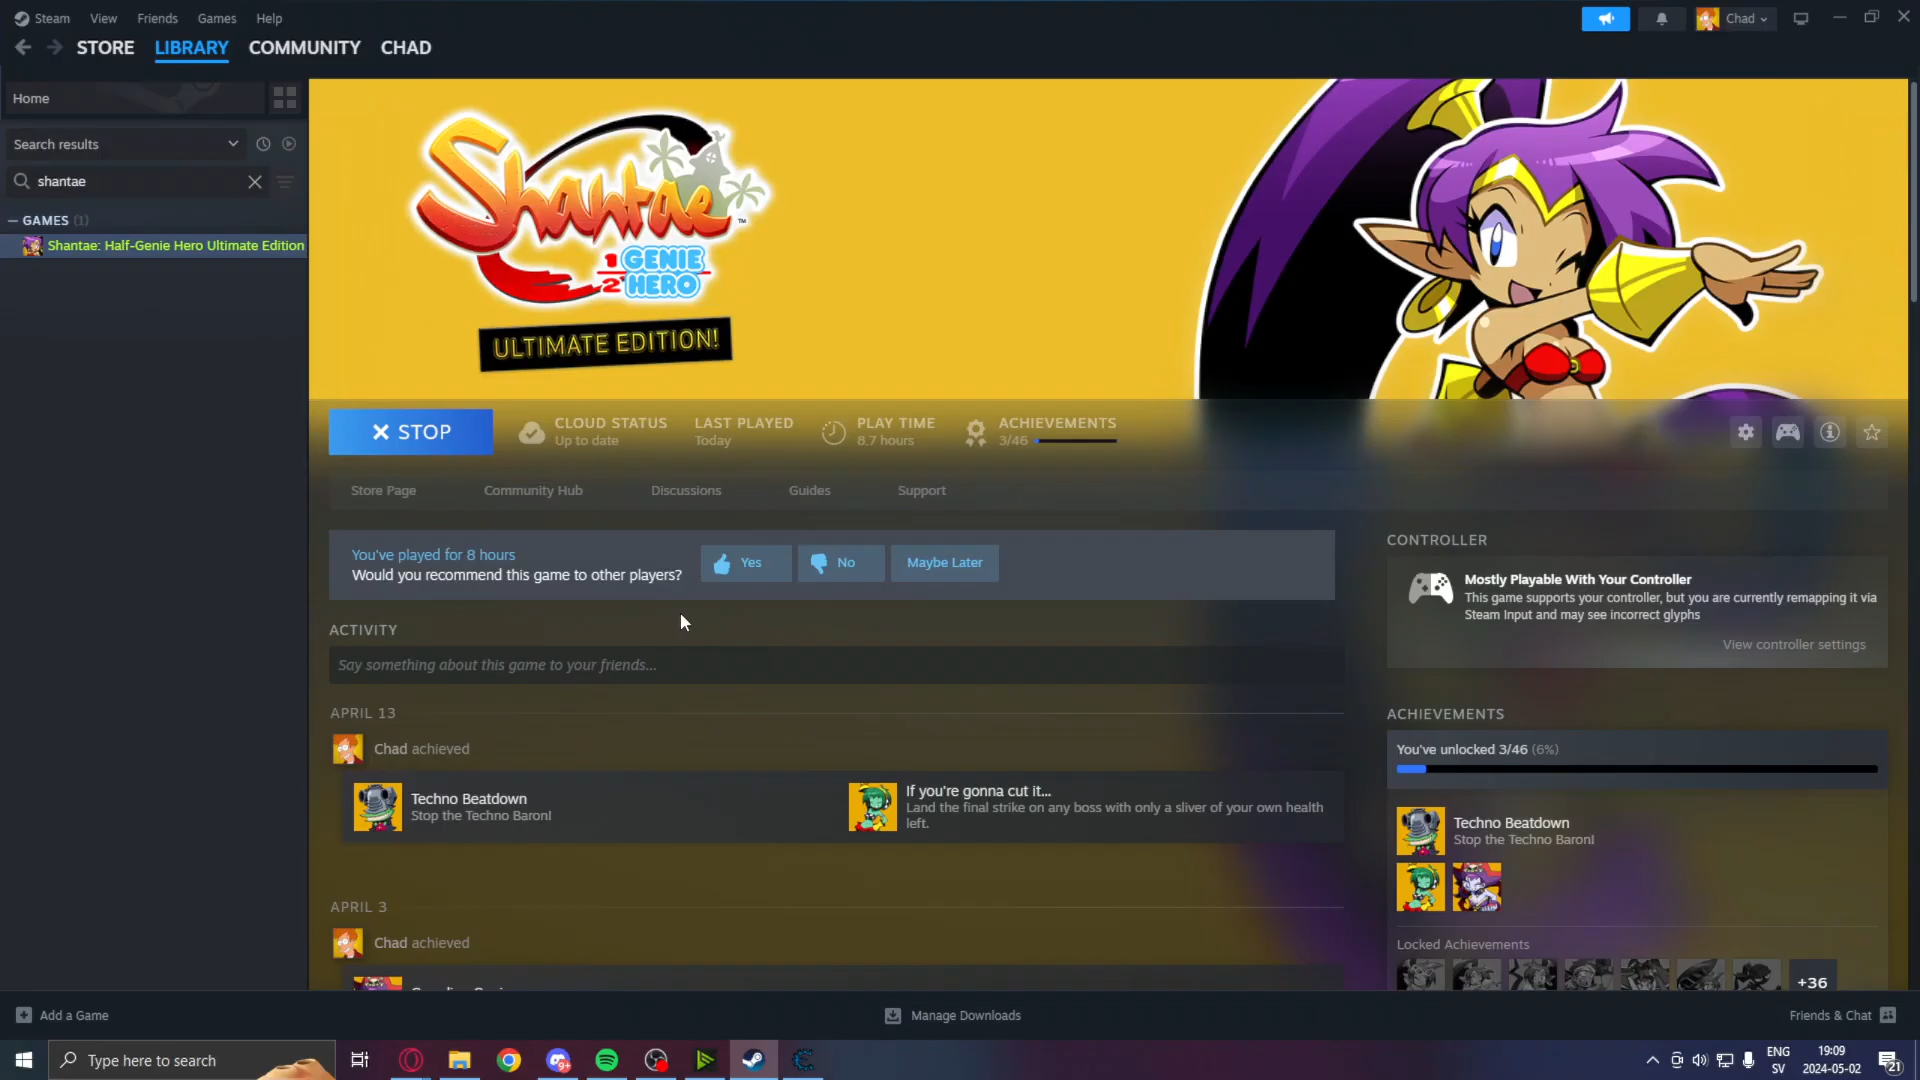 Steam View Friends Games Help
Chad
STORE LIBRARY COMMUNITY CHAD
Home
Search results
shantae
GAMES (1)
Shantae: Half-Genie Hero Ultimate Edition
Shantae
TM
1/2 GENIE
HERO
ULTIMATE EDITION!
STOP
CLOUD STATUS
Up to date
LAST PLAYED
Today
PLAY TIME
8.7 hours
ACHIEVEMENTS
3/46
Store Page Community Hub Discussions Guides Support
You've played for 8 hours
Would you recommend this game to other players?
Yes No Maybe Later
ACTIVITY
Say something about this game to your friends...
APRIL 13
Chad achieved
Techno Beatdown
Stop the Techno Baron!
If you're gonna cut it...
Land the final strike on any boss with only a sliver of your own health
left.
APRIL 3
Chad achieved
CONTROLLER
Mostly Playable With Your Controller
This game supports your controller, but you are currently remapping it via
Steam Input and may see incorrect glyphs
View controller settings
ACHIEVEMENTS
You've unlocked 3/46 (6%)
Techno Beatdown
Stop the Techno Baron!
Locked Achievements
+36
Add a Game
Manage Downloads
Friends & Chat
Type here to search
9+
ENG
SV
19:09
2024-05-02
21